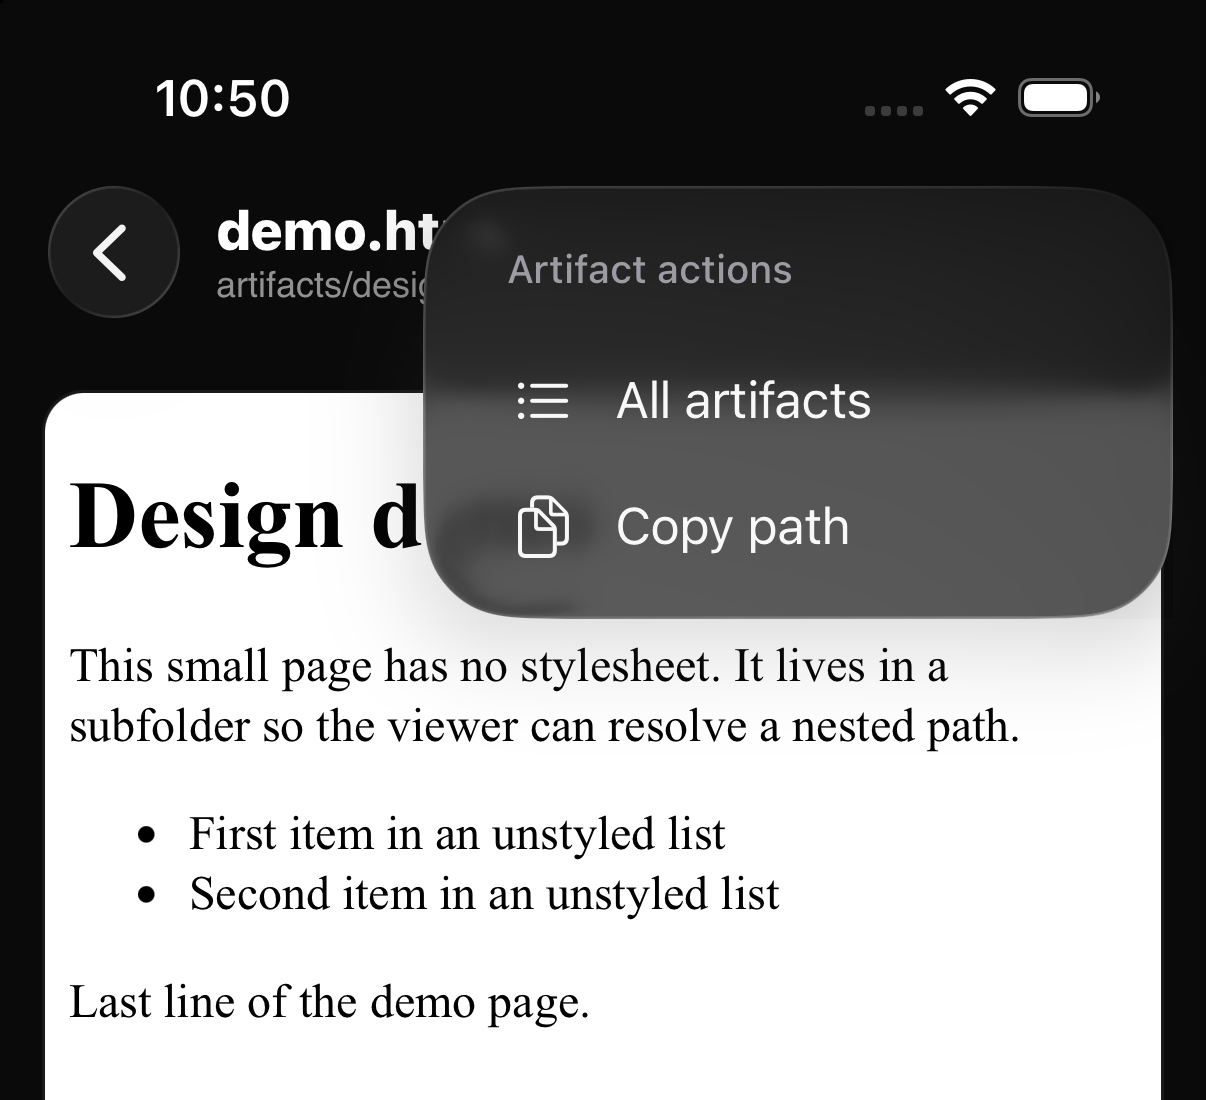 10:50
demo.ht
artifacts/desig
Artifact actions
All artifacts
Copy path
Design d
This small page has no stylesheet. It lives in a
subfolder so the viewer can resolve a nested path.
First item in an unstyled list
Second item in an unstyled list
Last line of the demo page.